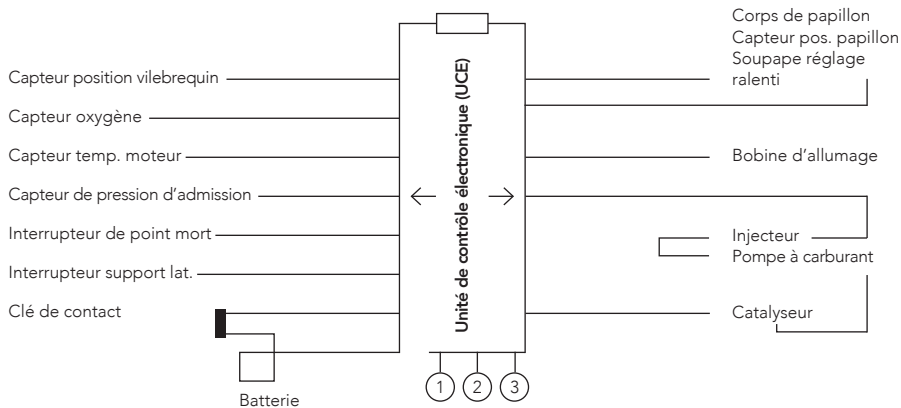 Corps de papillon
Capteur pos. papillon
Soupape réglage
ralenti
Capteur position vilebrequin
Capteur oxygène
Capteur temp. moteur
Capteur de pression d'admission
Interrupteur de point mort
Interrupteur support lat.
Clé de contact
Batterie
Unité de contrôle électronique (UCE)
Bobine d'allumage
Injecteur
Pompe à carburant
Catalyseur
1 2 3